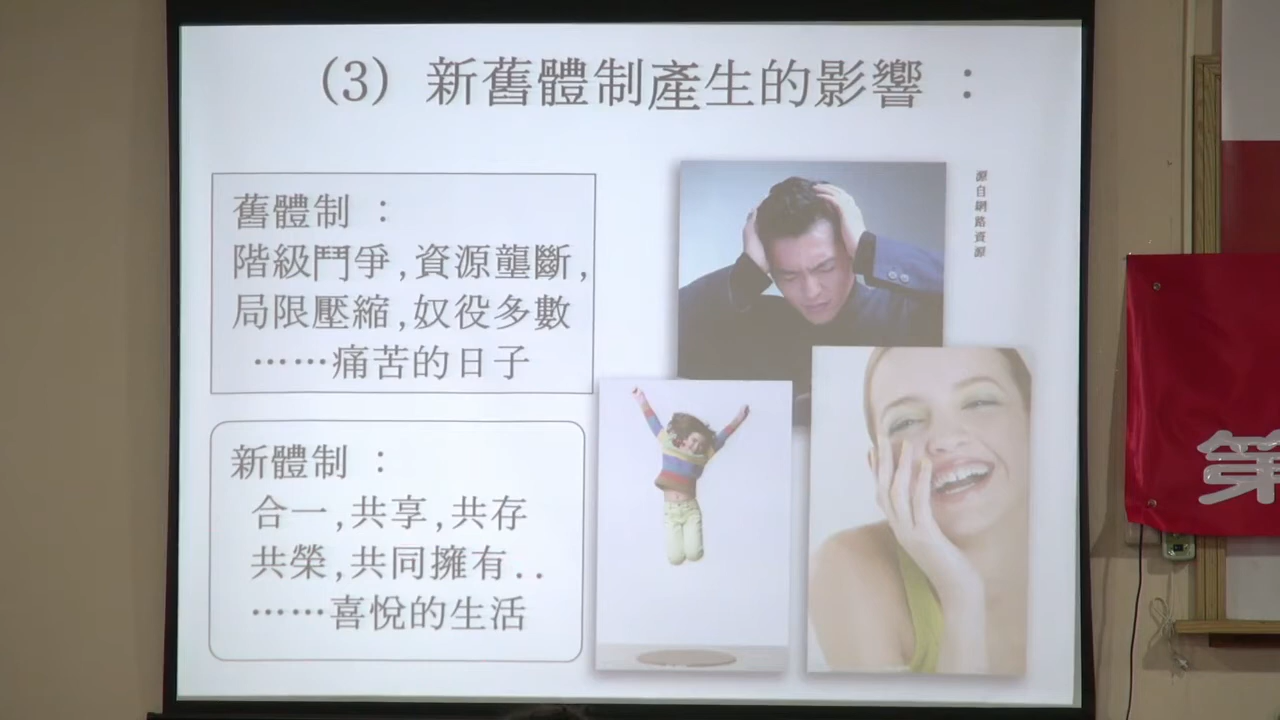 (3) 新舊體制產生的影響 :
舊體制 :
階級鬥爭,資源壟斷,
局限壓縮,奴役多數
……痛苦的日子
新體制 :
合一,共享,共存
共榮,共同擁有..
……喜悅的生活
源自網路資源
第